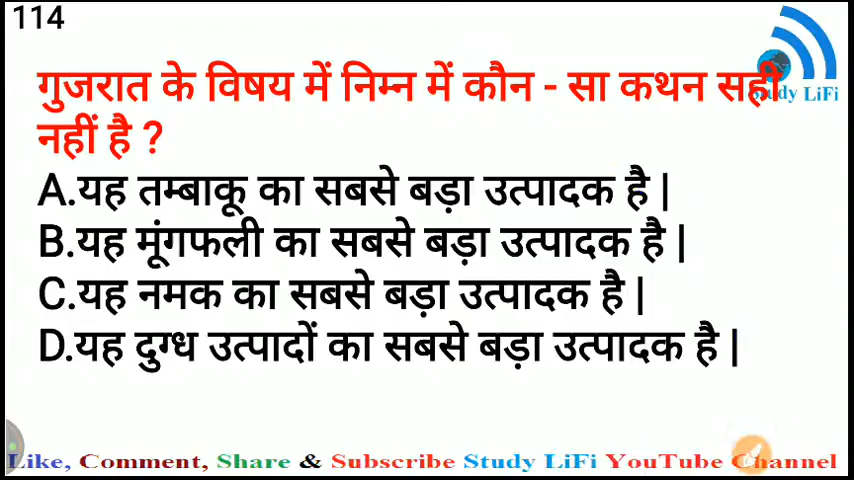 114
गुजरात के विषय में निम्न में कौन - सा कथन सही
Study LiFi
नहीं है ?
A.यह तम्बाकू का सबसे बड़ा उत्पादक है |
B.यह मूंगफली का सबसे बड़ा उत्पादक है |
C.यह नमक का सबसे बड़ा उत्पादक है |
D.यह दुग्ध उत्पादों का सबसे बड़ा उत्पादक है |
Like, Comment, Share & Subscribe Study LiFi YouTube Channel